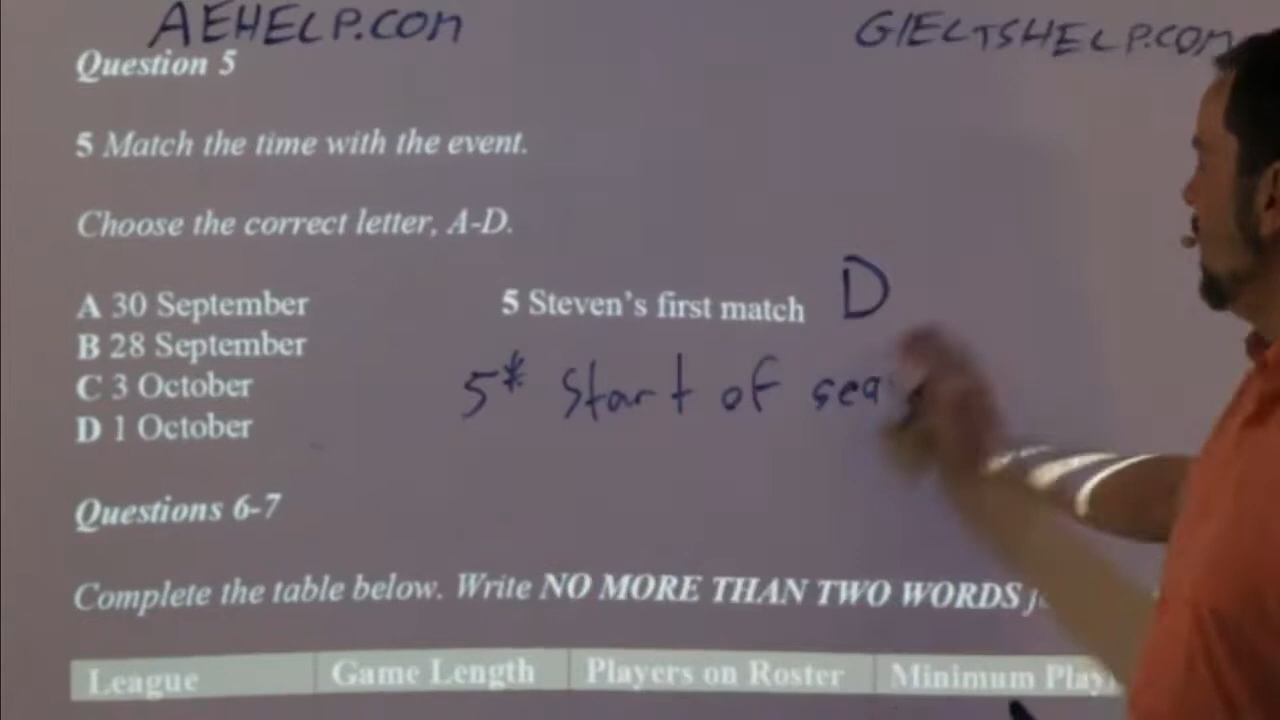 AEHELP.COM
GIELTSHELP.COM
Question 5
5 Match the time with the event.
Choose the correct letter, A-D.
A 30 September
B 28 September
C 3 October
D 1 October
5 Steven's first match D
5* Start of sea
Questions 6-7
Complete the table below. Write NO MORE THAN TWO WORDS
League Game Length Players on Roster Minimum